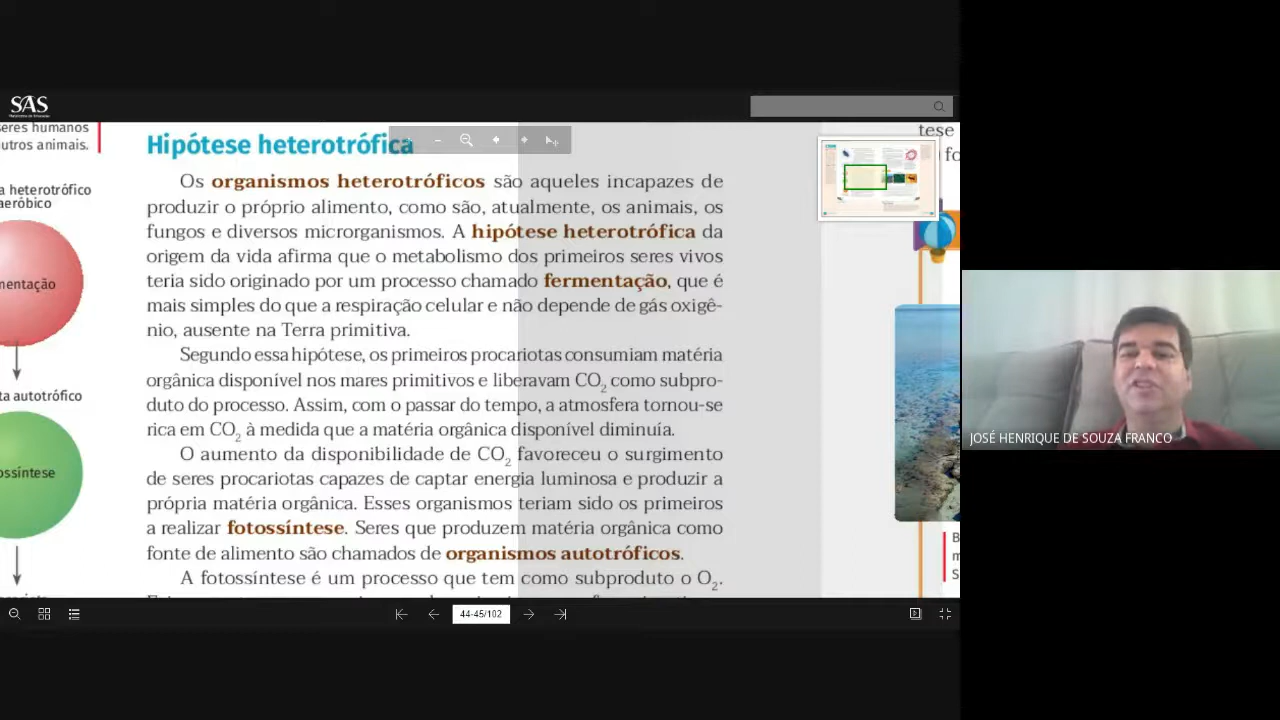 SAS
seres humanos
utros animais.
a heterotrófico
aeróbico
mentação
ta autotrófico
ossíntese
Hipótese heterotrófica
Os organismos heterotróficos são aqueles incapazes de
produzir o próprio alimento, como são, atualmente, os animais, os
fungos e diversos microrganismos. A hipótese heterotrófica da
origem da vida afirma que o metabolismo dos primeiros seres vivos
teria sido originado por um processo chamado fermentação, que é
mais simples do que a respiração celular e não depende de gás oxigê-
nio, ausente na Terra primitiva.
Segundo essa hipótese, os primeiros procariotas consumiam matéria
orgânica disponível nos mares primitivos e liberavam CO2 como subpro-
duto do processo. Assim, com o passar do tempo, a atmosfera tornou-se
rica em CO2 à medida que a matéria orgânica disponível diminuía.
O aumento da disponibilidade de CO2 favoreceu o surgimento
de seres procariotas capazes de captar energia luminosa e produzir a
própria matéria orgânica. Esses organismos teriam sido os primeiros
a realizar fotossíntese. Seres que produzem matéria orgânica como
fonte de alimento são chamados de organismos autotróficos.
A fotossíntese é um processo que tem como subproduto o O2.
tese
fo
B
m
S
44-45/102
JOSÉ HENRIQUE DE SOUZA FRANCO